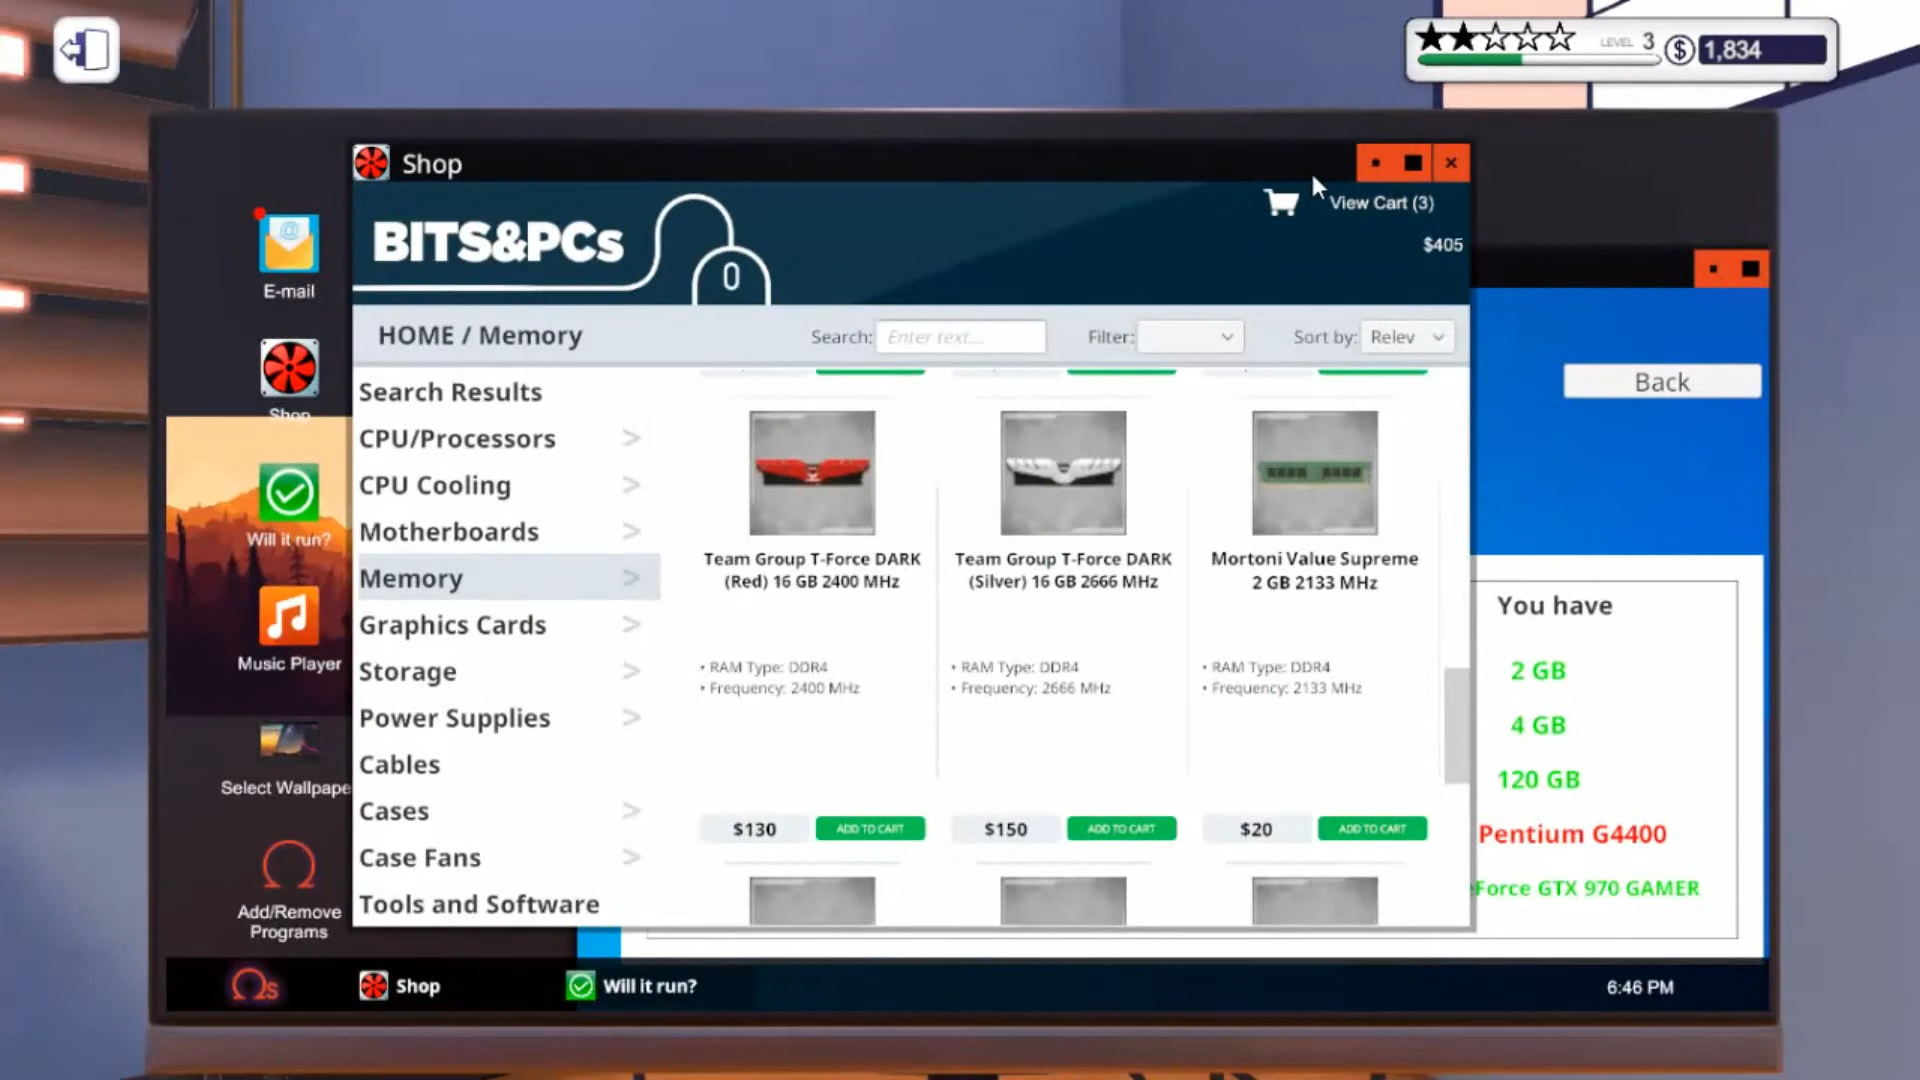 LEVEL 3
$ 1,834
Shop
View Cart (3)
$405
BITS&PCs
HOME / Memory
Search: Enter text...
Filter:
Sort by: Relev
E-mail
Shop
Will it run?
Music Player
Select Wallpape
Add/Remove
Programs
Search Results
CPU/Processors >
CPU Cooling >
Motherboards >
Memory >
Graphics Cards >
Storage >
Power Supplies >
Cables
Cases >
Case Fans >
Tools and Software
Team Group T-Force DARK
(Red) 16 GB 2400 MHz
• RAM Type: DDR4
• Frequency: 2400 MHz
$130 ADD TO CART
Team Group T-Force DARK
(Silver) 16 GB 2666 MHz
• RAM Type: DDR4
• Frequency: 2666 MHz
$150 ADD TO CART
Mortoni Value Supreme
2 GB 2133 MHz
• RAM Type: DDR4
• Frequency: 2133 MHz
$20 ADD TO CART
Back
You have
2 GB
4 GB
120 GB
Pentium G4400
eForce GTX 970 GAMER
Ωs
Shop
Will it run?
6:46 PM